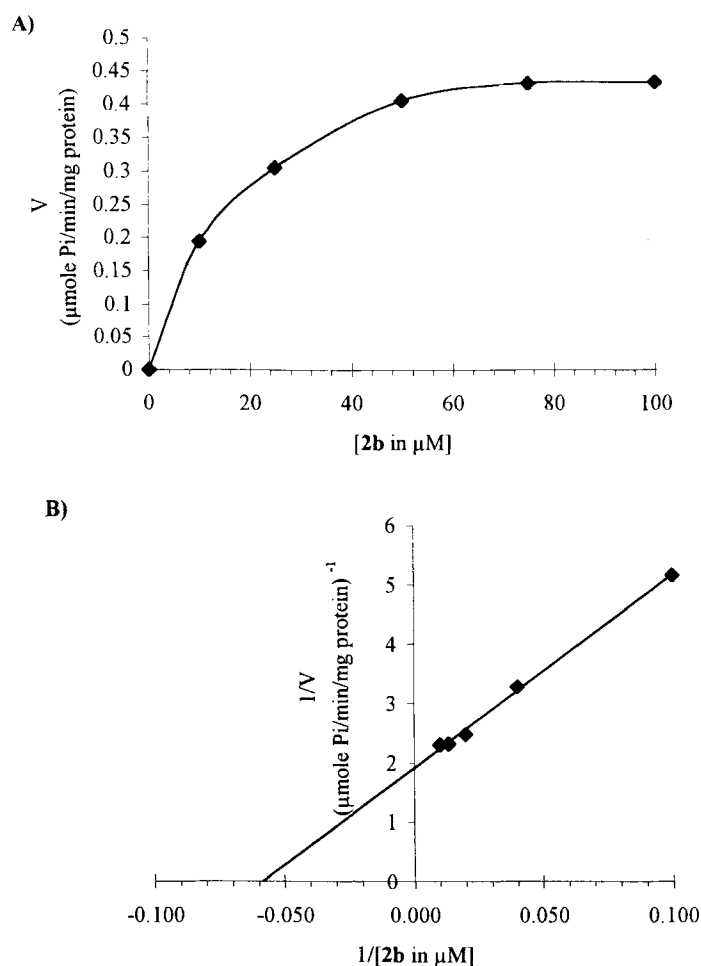 A)
0.5
0.45
0.4
0.35
0.3
0.25
0.2
0.15
0.1
0.05
0
V
(µmole Pi/min/mg protein)
0 20 40 60 80 100
[2b in µM]
B)
6
5
4
3
2
1
0
1/V
(µmole Pi/min/mg protein) -1
-0.100 -0.050 0.000 0.050 0.100
1/[2b in µM]